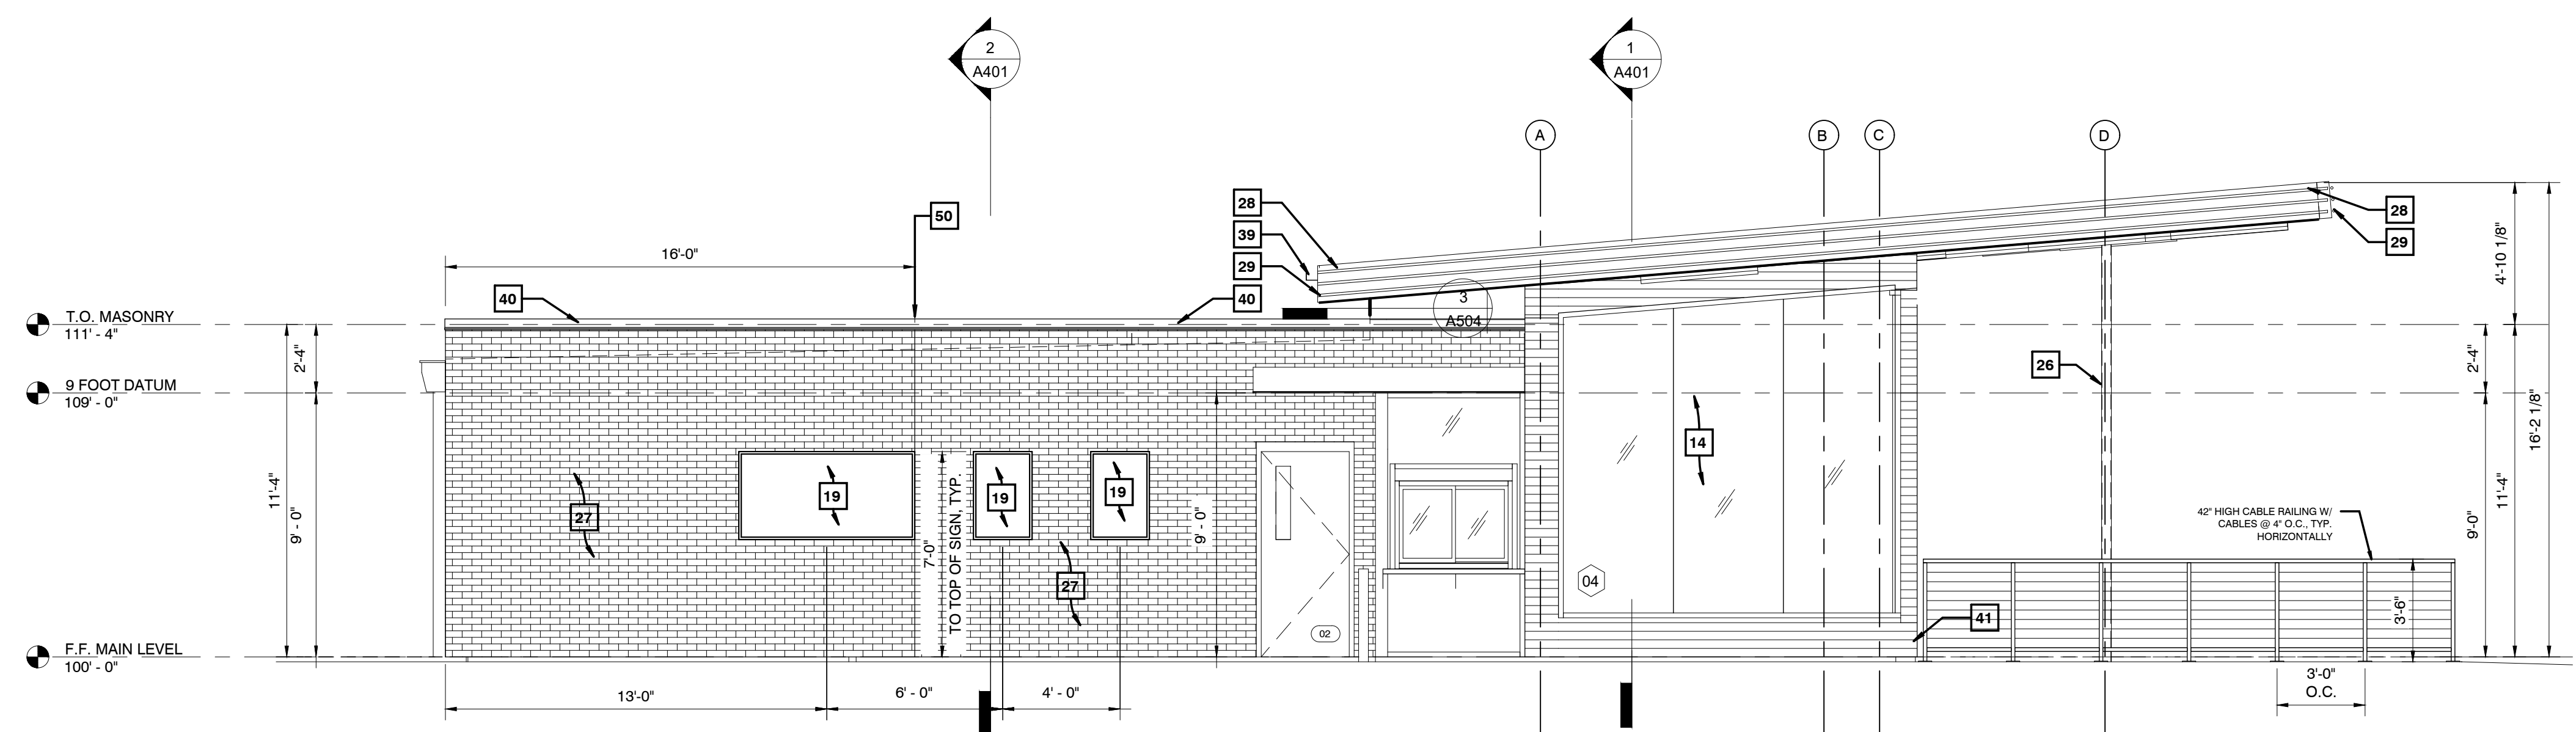 2
A401
1
A401
A
B
C
D
50
28
39
29
28
29
16'-0"
40
40
3
A504
T.O. MASONRY
111' - 4"
9 FOOT DATUM
109' - 0"
F.F. MAIN LEVEL
100' - 0"
2'-4"
11'-4"
9' - 0"
27
19
19
19
27
7'-0"
TO TOP OF SIGN, TYP.
9' - 0"
02
04
14
26
41
42" HIGH CABLE RAILING W/
CABLES @ 4" O.C., TYP.
HORIZONTALLY
3'-6"
4'-10 1/8"
2'-4"
16'-2 1/8"
11'-4"
9'-0"
13'-0"
6' - 0"
4' - 0"
3'-0"
O.C.